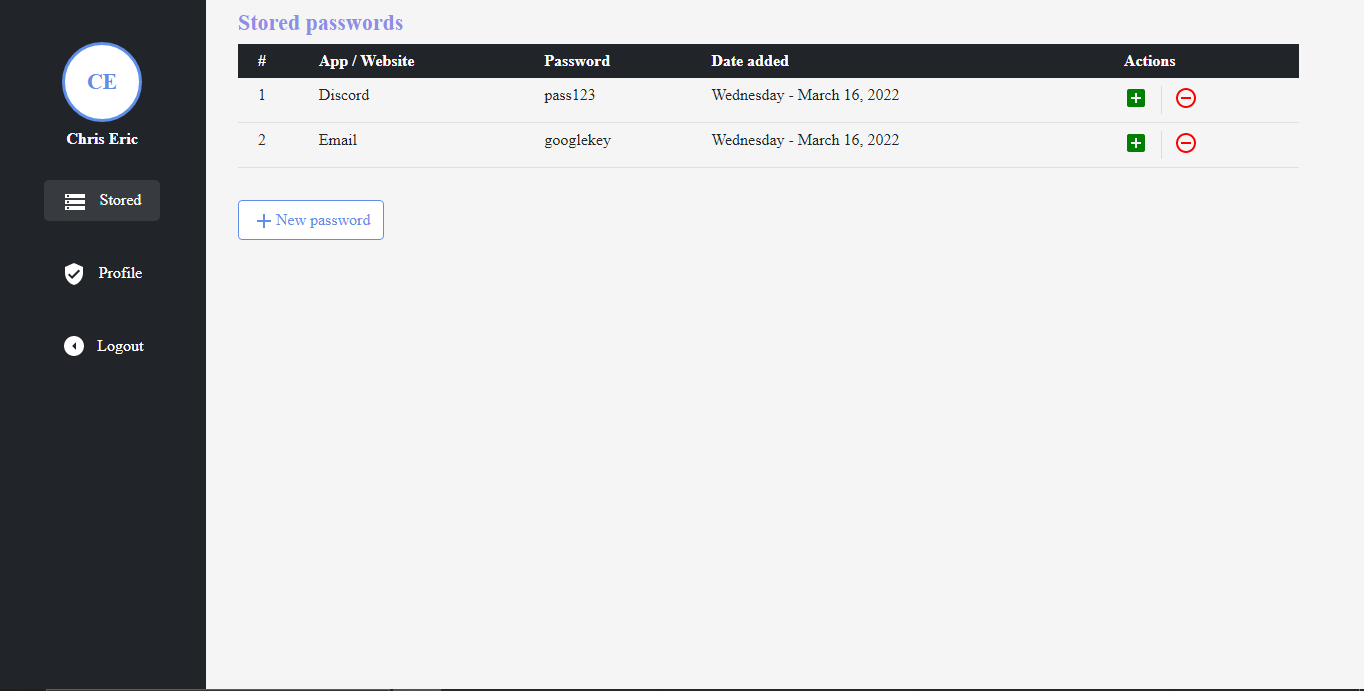 CE
Chris Eric
Stored
Profile
Logout
Stored passwords
# App / Website Password Date added Actions
1 Discord pass123 Wednesday - March 16, 2022
2 Email googlekey Wednesday - March 16, 2022
New password